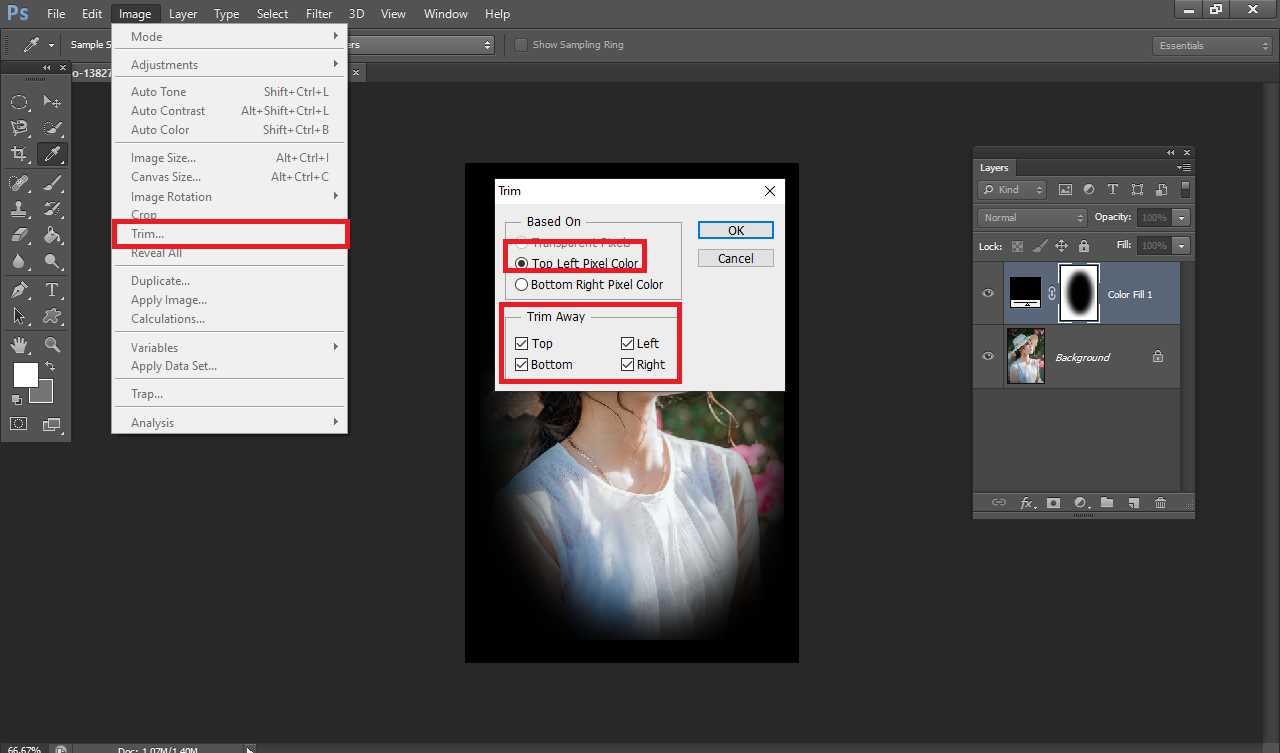 Ps File Edit Image Layer Type Select Filter 3D View Window Help
Show Sampling Ring
Essentials
Mode
Adjustments
Auto Tone Shift+Ctrl+L
Auto Contrast Alt+Shift+Ctrl+L
Auto Color Shift+Ctrl+B
Image Size... Alt+Ctrl+I
Canvas Size... Alt+Ctrl+C
Image Rotation
Crop
Trim...
Reveal All
Duplicate...
Apply Image...
Calculations...
Variables
Apply Data Set...
Trap...
Analysis
Trim
Based On
Transparent Pixels
Top Left Pixel Color
Bottom Right Pixel Color
OK
Cancel
Trim Away
Top Left
Bottom Right
Layers
Kind
Normal Opacity: 100%
Lock: Fill: 100%
Color Fill 1
Background
66.67% Doc: 1.07M/1.40M